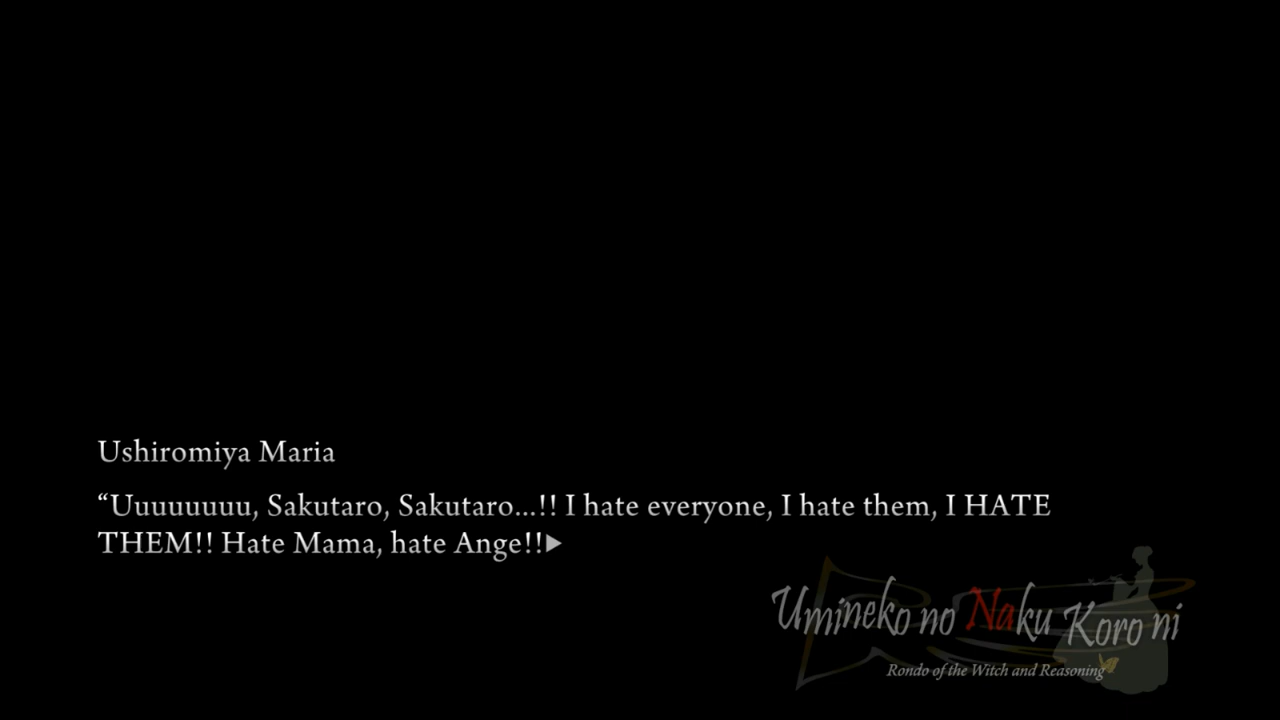 Ushiromiya Maria
“Uuuuuuuu, Sakutaro, Sakutaro...!! I hate everyone, I hate them, I HATE
THEM!! Hate Mama, hate Ange!!
Umineko no Naku Koro ni
Rondo of the Witch and Reasoning